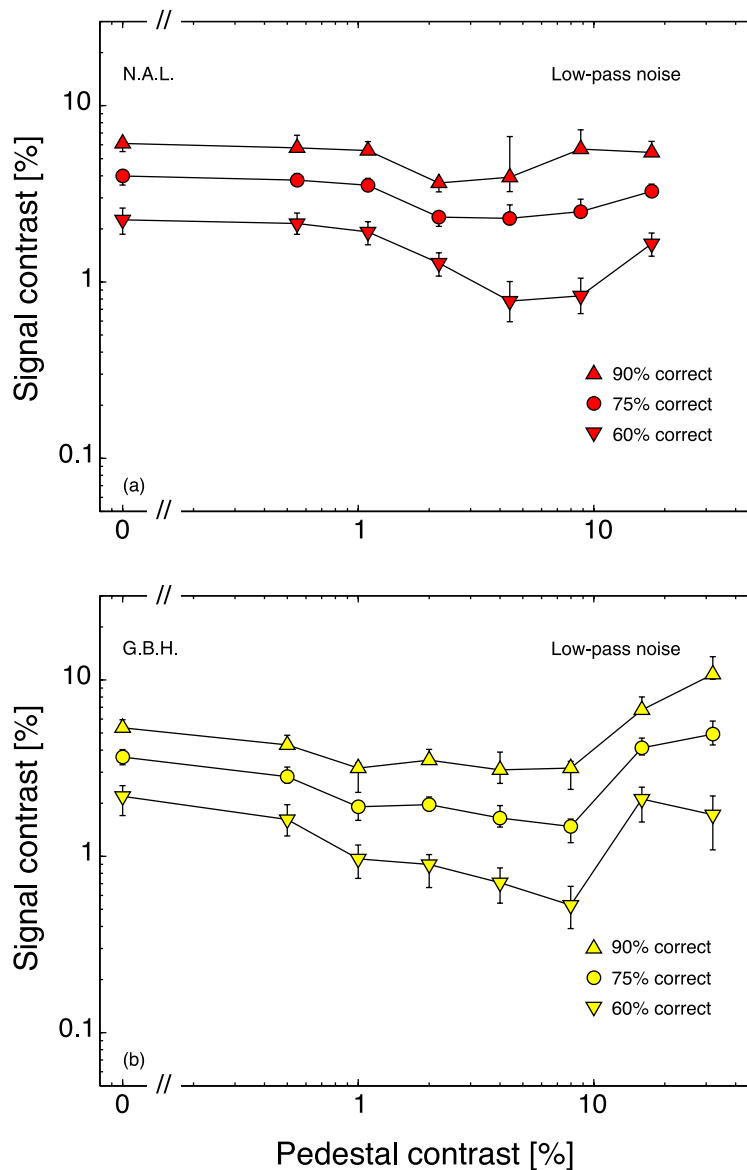 //
N.A.L. Low-pass noise
10
1
0.1
Signal contrast [%]
90% correct
75% correct
60% correct
(a)
//
0 1 10
//
G.B.H. Low-pass noise
10
1
0.1
Signal contrast [%]
90% correct
75% correct
60% correct
(b)
//
0 1 10
Pedestal contrast [%]